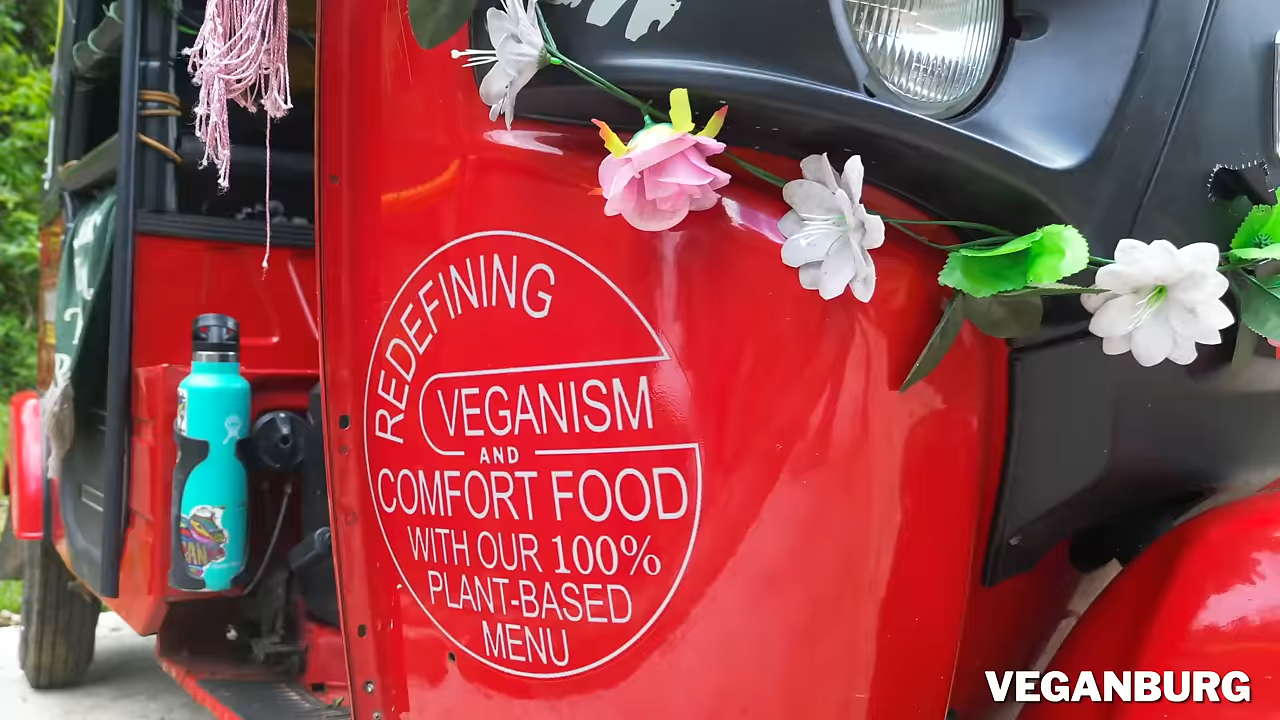 REDEFINING
VEGANISM
AND
COMFORT FOOD
WITH OUR 100%
PLANT-BASED
MENU
VEGANBURG